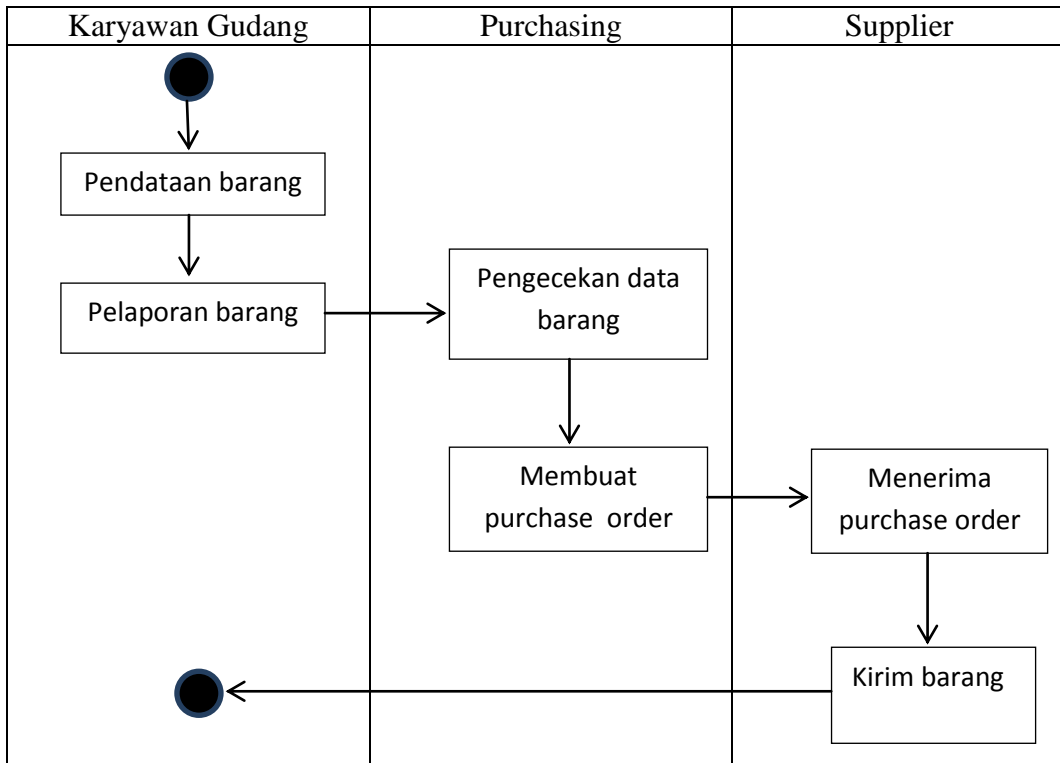 Karyawan Gudang
Purchasing
Supplier
Pendataan barang
Pelaporan barang
Pengecekan data
barang
Membuat
purchase order
Menerima
purchase order
Kirim barang